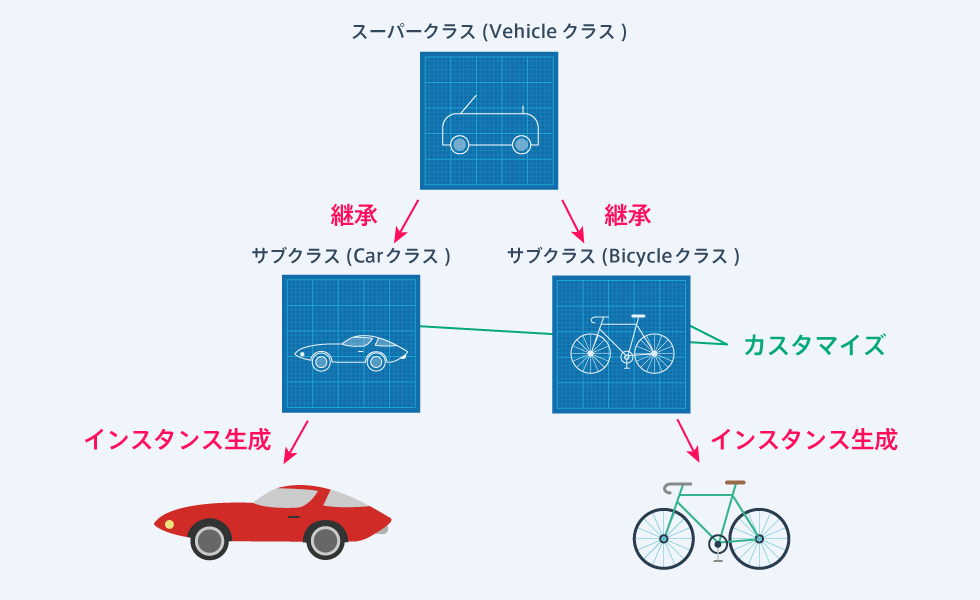 スーパークラス (Vehicle クラス )
継承
継承
サブクラス (Carクラス )
サブクラス (Bicycleクラス )
カスタマイズ
インスタンス生成
インスタンス生成